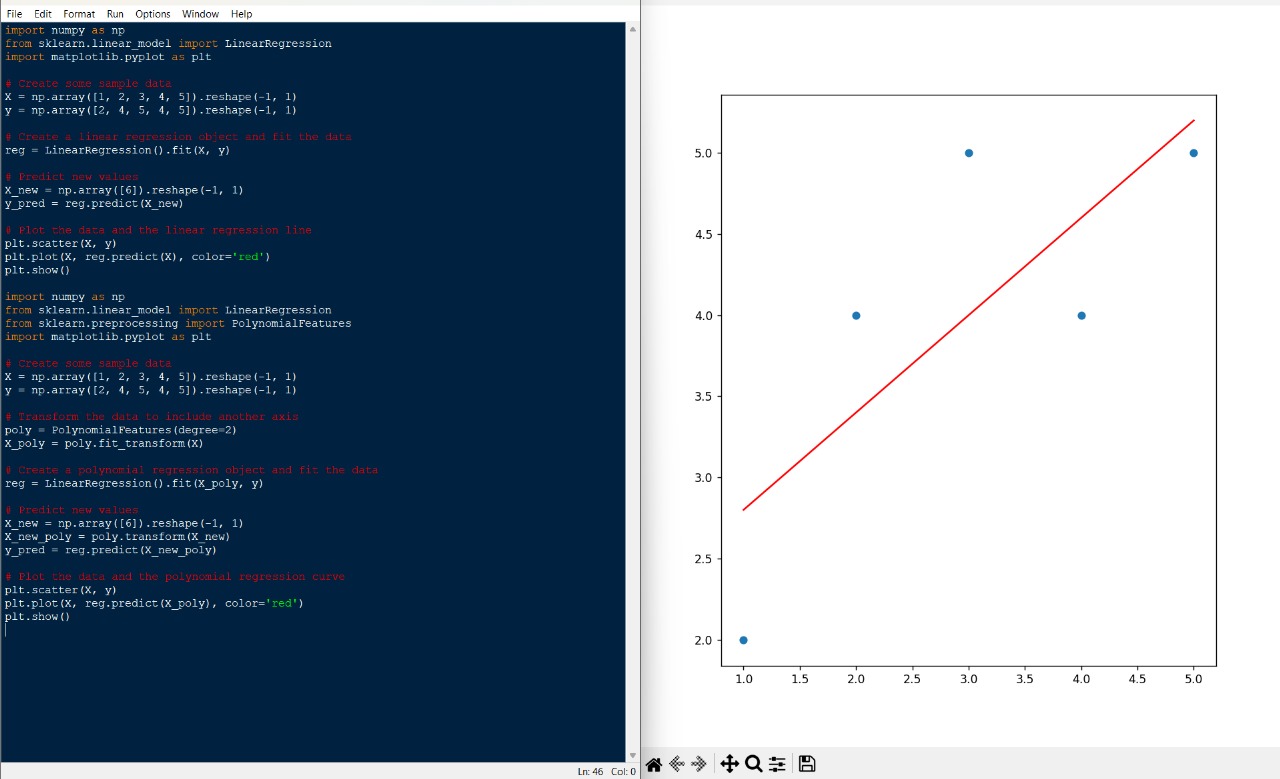 File Edit Format Run Options Window Help
import numpy as np
from sklearn.linear_model import LinearRegression
import matplotlib.pyplot as plt
# Create some sample data
X = np.array([1, 2, 3, 4, 5]).reshape(-1, 1)
y = np.array([2, 4, 5, 4, 5]).reshape(-1, 1)
# Create a linear regression object and fit the data
reg = LinearRegression().fit(X, y)
# Predict new values
X_new = np.array([6]).reshape(-1, 1)
y_pred = reg.predict(X_new)
# Plot the data and the linear regression line
plt.scatter(X, y)
plt.plot(X, reg.predict(X), color='red')
plt.show()
import numpy as np
from sklearn.linear_model import LinearRegression
from sklearn.preprocessing import PolynomialFeatures
import matplotlib.pyplot as plt
# Create some sample data
X = np.array([1, 2, 3, 4, 5]).reshape(-1, 1)
y = np.array([2, 4, 5, 4, 5]).reshape(-1, 1)
# Transform the data to include another axis
poly = PolynomialFeatures(degree=2)
X_poly = poly.fit_transform(X)
# Create a polynomial regression object and fit the data
reg = LinearRegression().fit(X_poly, y)
# Predict new values
X_new = np.array([6]).reshape(-1, 1)
X_new_poly = poly.transform(X_new)
y_pred = reg.predict(X_new_poly)
# Plot the data and the polynomial regression curve
plt.scatter(X, y)
plt.plot(X, reg.predict(X_poly), color='red')
plt.show()
Ln: 46 Col: 0
5.0
4.5
4.0
3.5
3.0
2.5
2.0
1.0 1.5 2.0 2.5 3.0 3.5 4.0 4.5 5.0